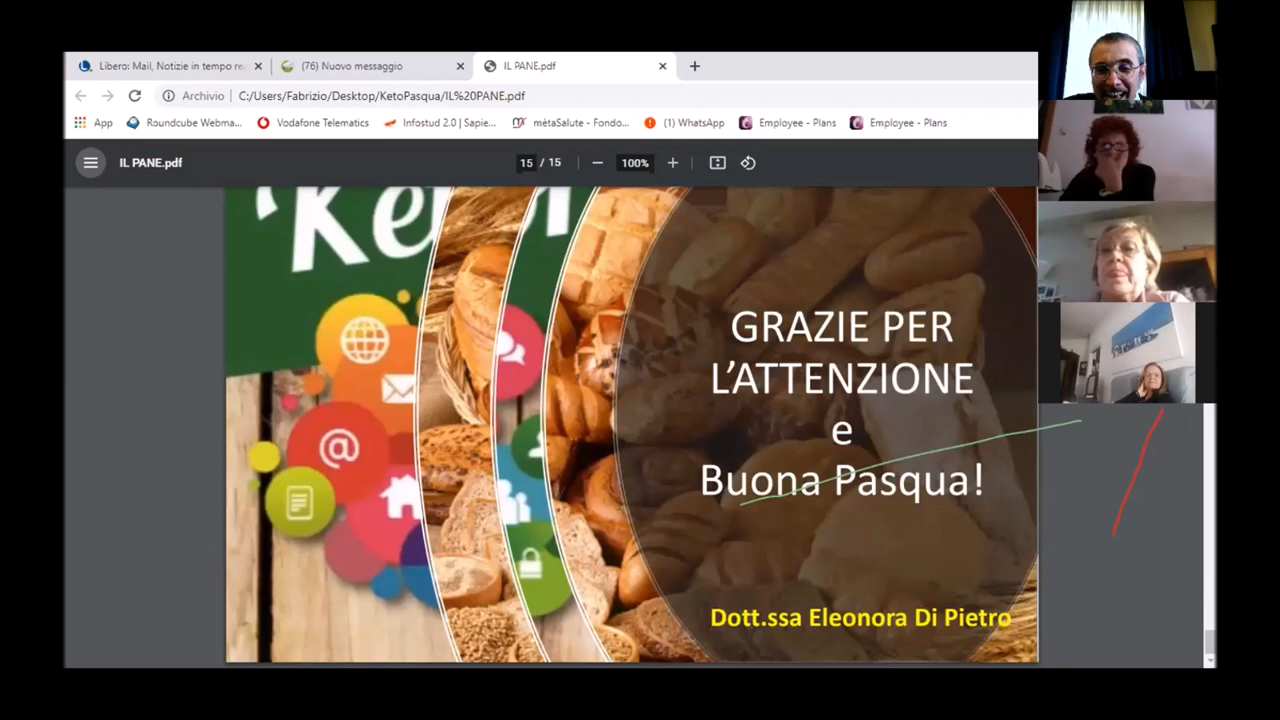 Libero: Mail, Notizie in tempo re
(76) Nuovo messaggio
IL PANE.pdf
Archivio
C:/Users/Fabrizio/Desktop/KetoPasqua/IL%20PANE.pdf
App
Roundcube Webma...
Vodafone Telematics
Infostud 2.0 | Sapie...
mètaSalute - Fondo...
(1) WhatsApp
Employee - Plans
Employee - Plans
IL PANE.pdf
15 / 15
100%
GRAZIE PER
L'ATTENZIONE
e
Buona Pasqua!
@
Dott.ssa Eleonora Di Pietro